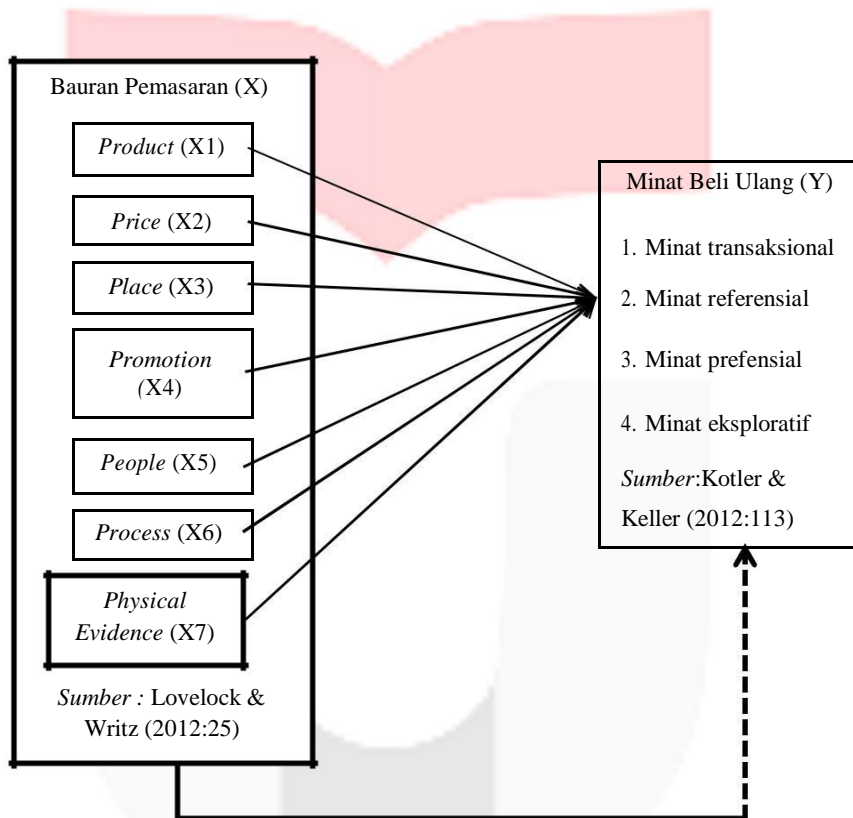 Bauran Pemasaran (X)
Product (X1)
Price (X2)
Place (X3)
Promotion
(X4)
People (X5)
Process (X6)
Physical
Evidence (X7)
Sumber : Lovelock &
Writz (2012:25)
Minat Beli Ulang (Y)
1. Minat transaksional
2. Minat referensial
3. Minat prefensial
4. Minat eksploratif
Sumber:Kotler &
Keller (2012:113)